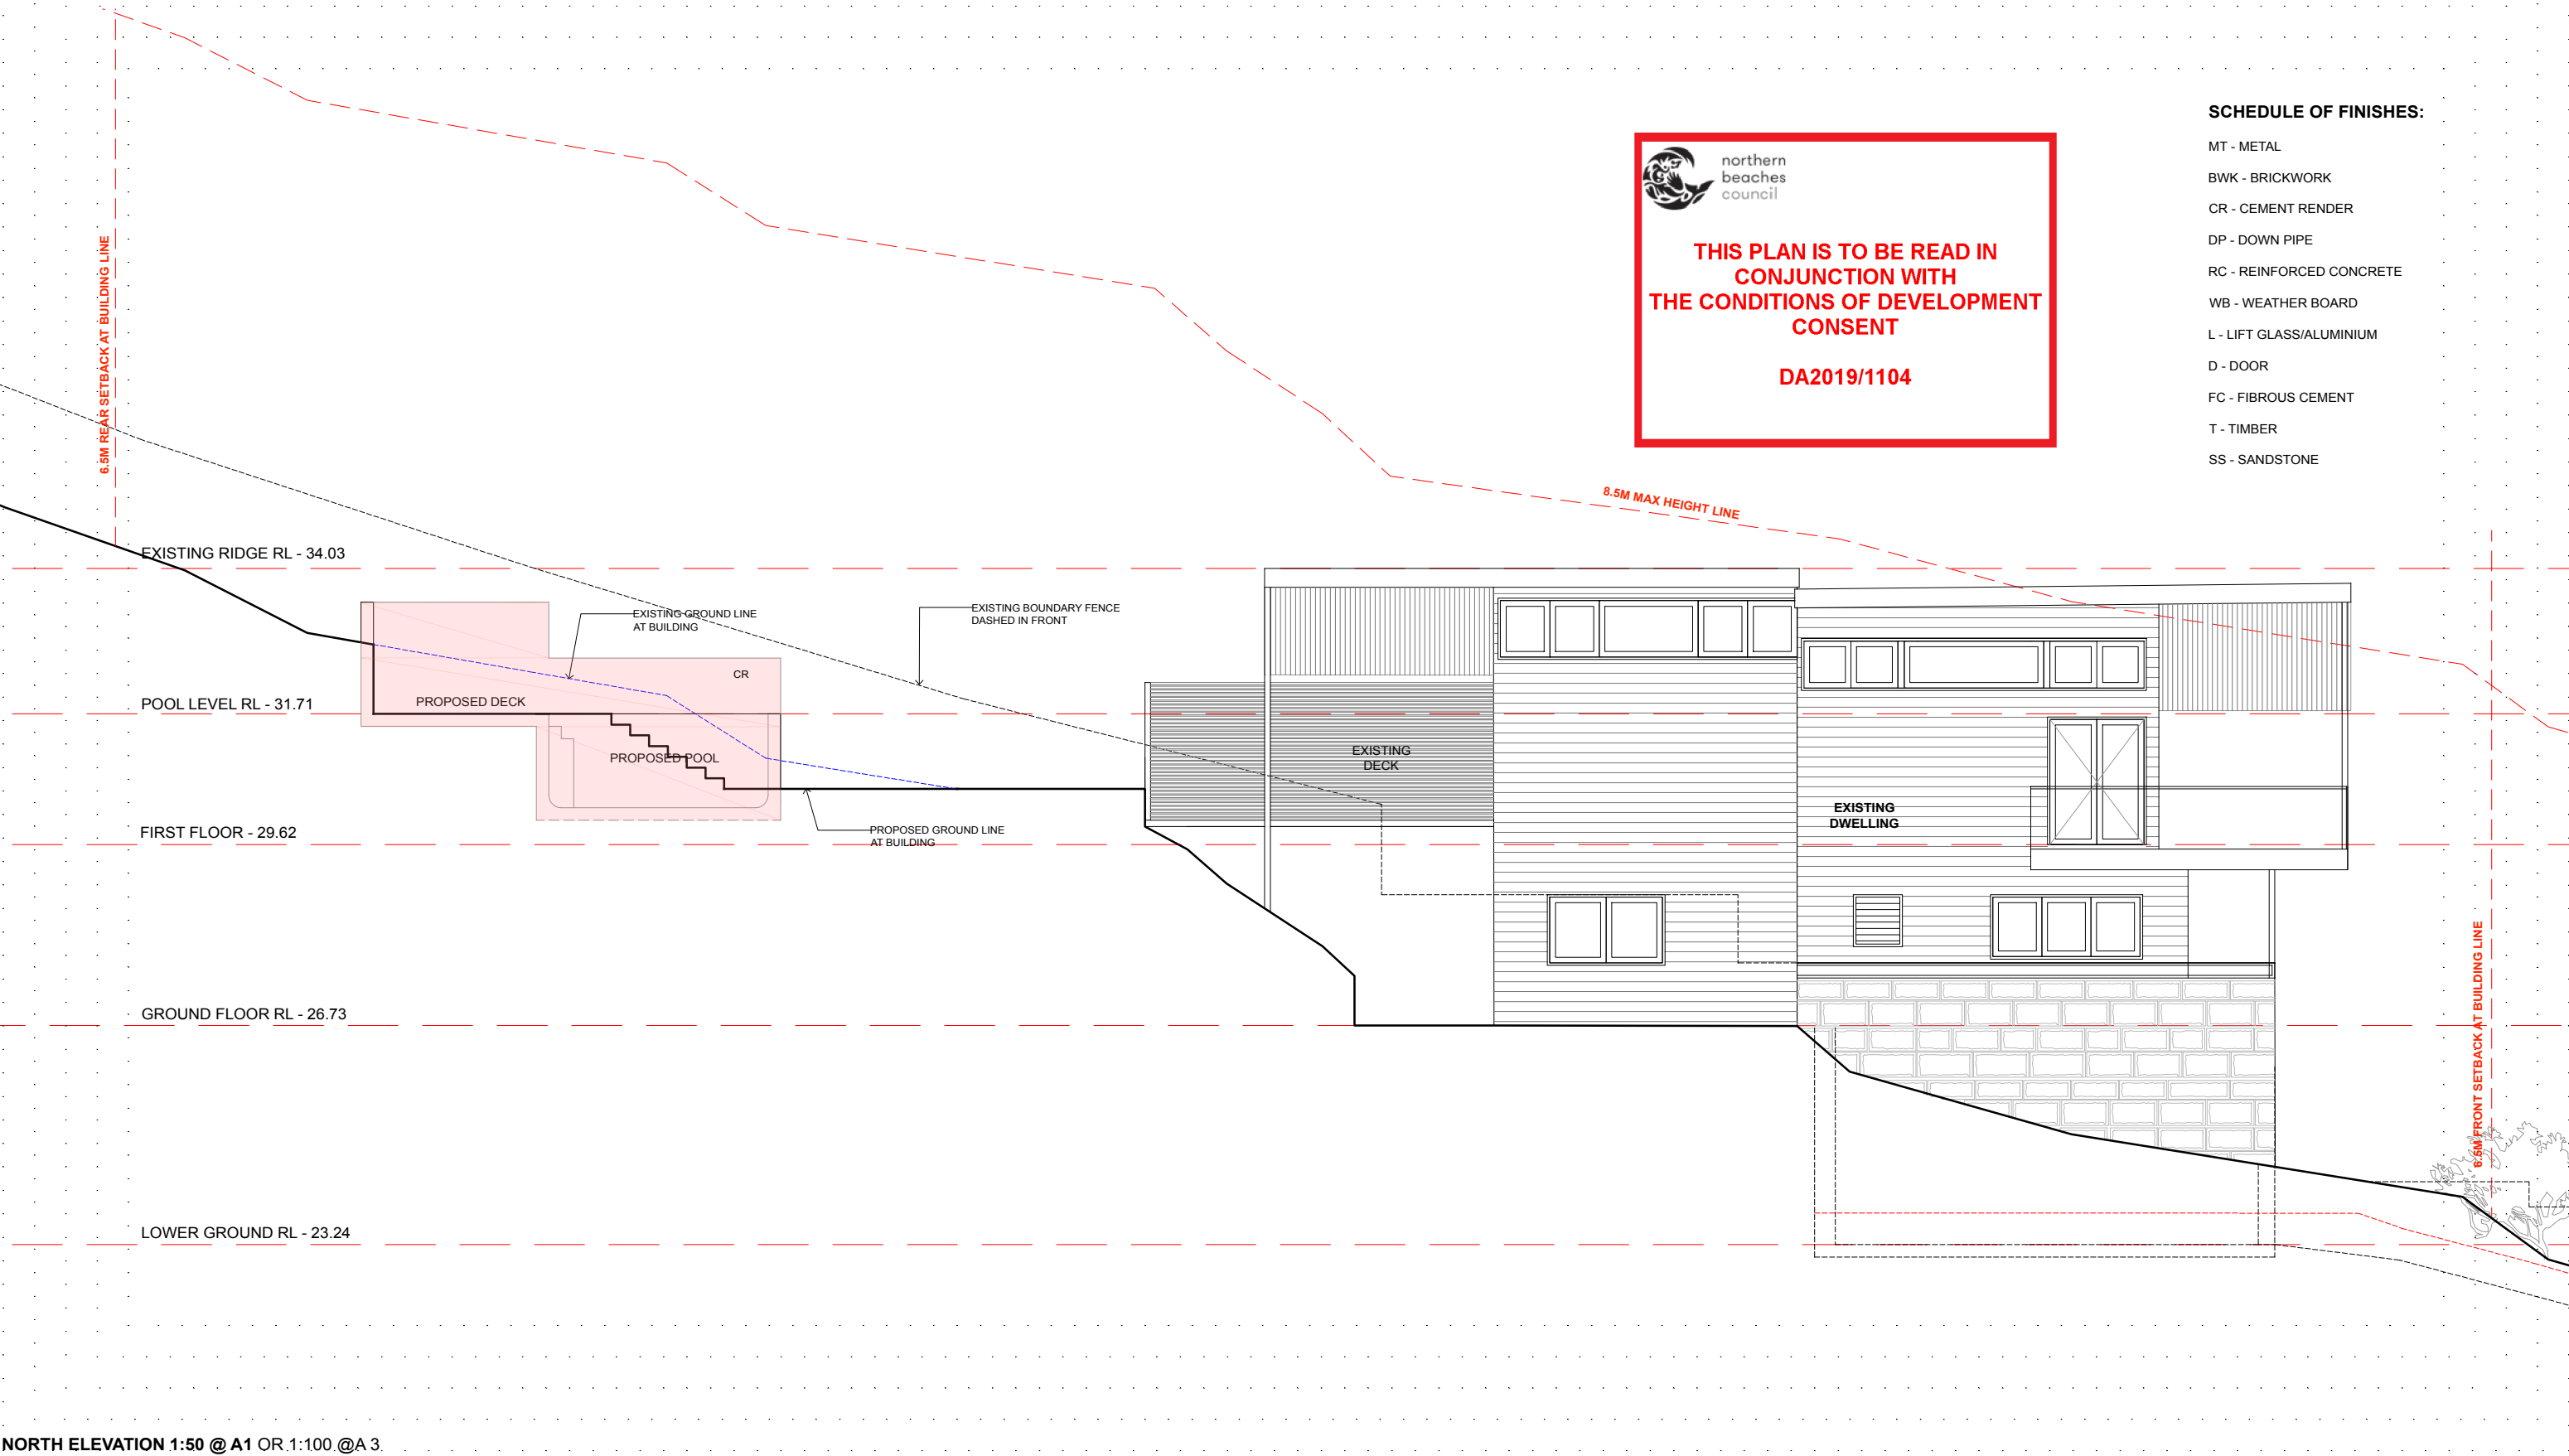 SCHEDULE OF FINISHES:
MT - METAL
BWK - BRICKWORK
CR - CEMENT RENDER
DP - DOWN PIPE
RC - REINFORCED CONCRETE
WB - WEATHER BOARD
L - LIFT GLASS/ALUMINIUM
D - DOOR
FC - FIBROUS CEMENT
T - TIMBER
SS - SANDSTONE
northern
beaches
council
THIS PLAN IS TO BE READ IN
CONJUNCTION WITH
THE CONDITIONS OF DEVELOPMENT
CONSENT
DA2019/1104
6.5M REAR SETBACK AT BUILDING LINE
8.5M MAX HEIGHT LINE
EXISTING RIDGE RL - 34.03
EXISTING GROUND LINE
AT BUILDING
EXISTING BOUNDARY FENCE
DASHED IN FRONT
CR
POOL LEVEL RL - 31.71
PROPOSED DECK
PROPOSED POOL
EXISTING
DECK
EXISTING
DWELLING
FIRST FLOOR - 29.62
PROPOSED GROUND LINE
AT BUILDING
GROUND FLOOR RL - 26.73
6.5M FRONT SETBACK AT BUILDING LINE
LOWER GROUND RL - 23.24
NORTH ELEVATION 1:50 @ A1 OR 1:100 @A 3